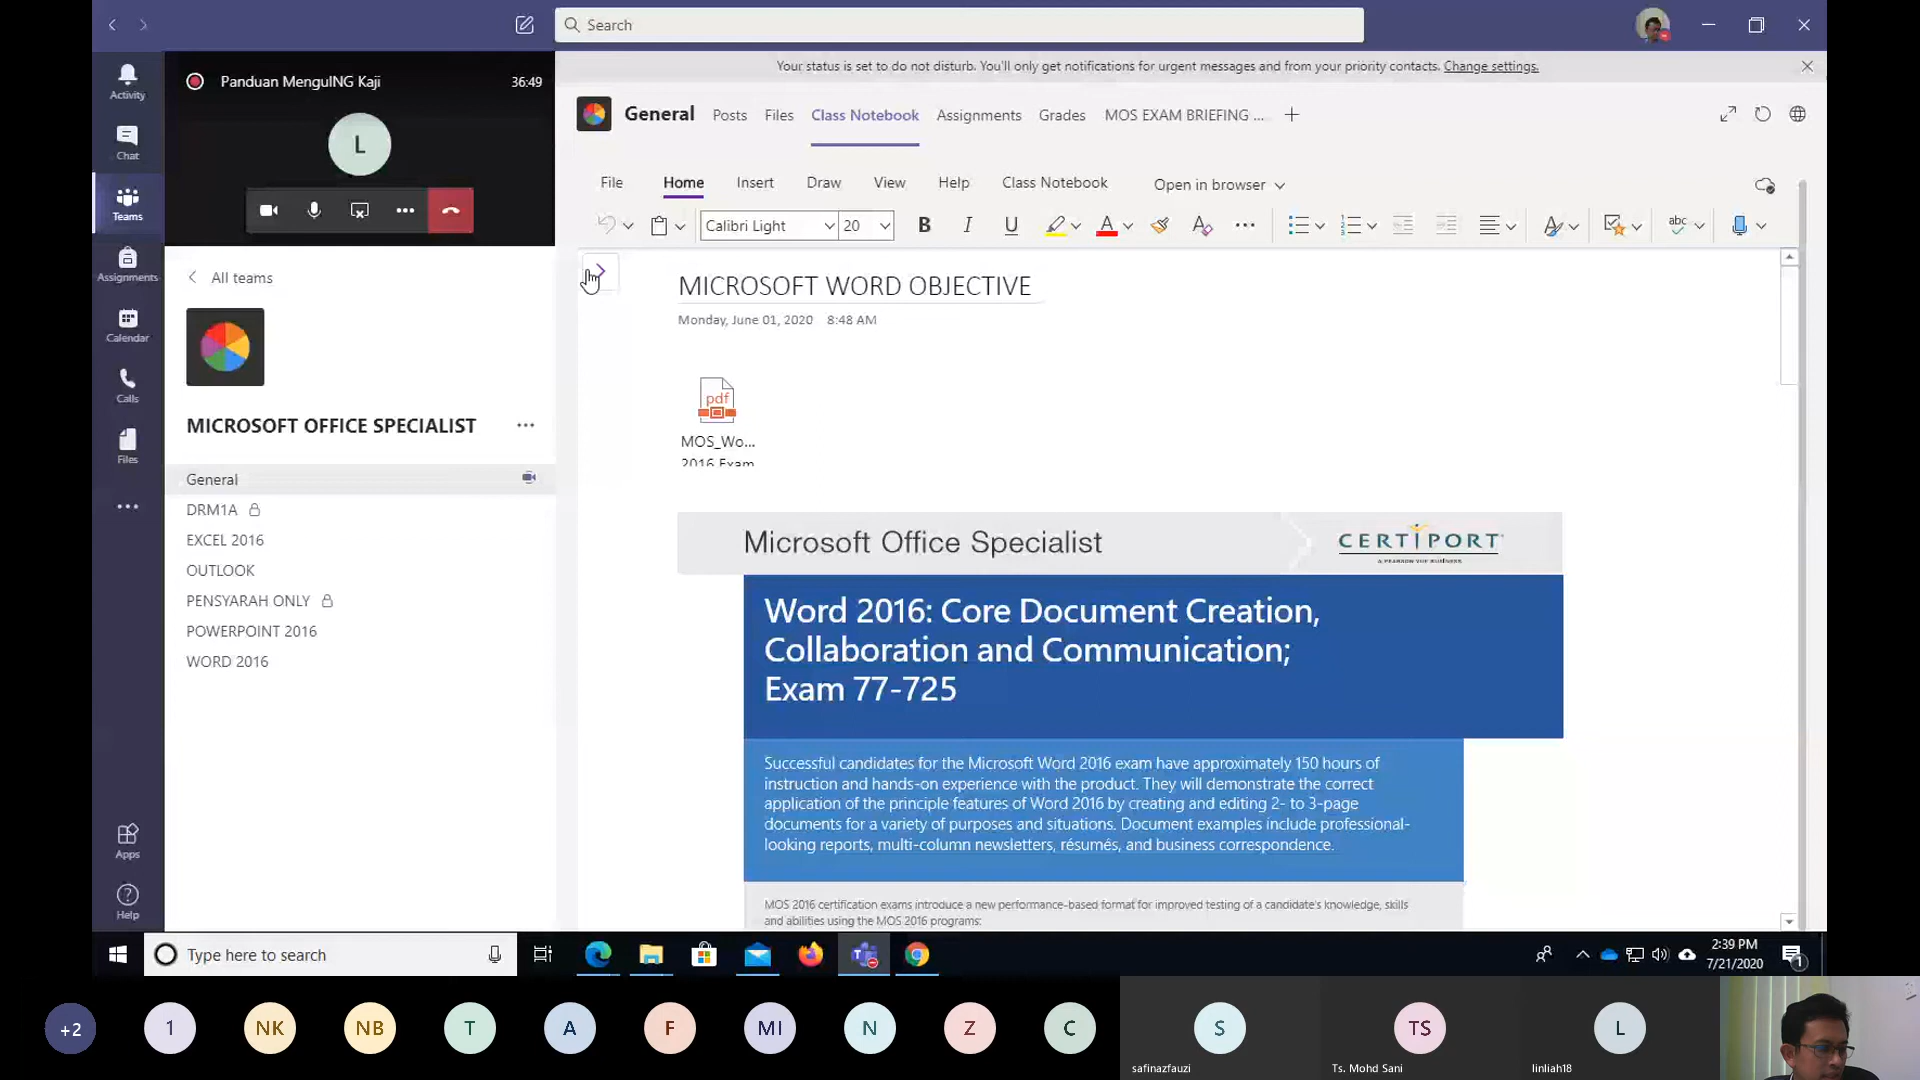 Search
Your status is set to do not disturb. You'll only get notifications for urgent messages and from your priority contacts. Change settings.
Activity
Chat
Teams
Assignments
Calendar
Calls
Files
Apps
Help
Panduan MenguING Kaji
36:49
L
All teams
MICROSOFT OFFICE SPECIALIST
General
DRM1A
EXCEL 2016
OUTLOOK
PENSYARAH ONLY
POWERPOINT 2016
WORD 2016
General Posts Files Class Notebook Assignments Grades MOS EXAM BRIEFING ...
File Home Insert Draw View Help Class Notebook Open in browser
Calibri Light 20 B I U A abc
MICROSOFT WORD OBJECTIVE
Monday, June 01, 2020 8:48 AM
pdf
MOS_Wo...
2016 Exam
Microsoft Office Specialist
CERTIPORT
A PEARSON VUE BUSINESS
Word 2016: Core Document Creation,
Collaboration and Communication;
Exam 77-725
Successful candidates for the Microsoft Word 2016 exam have approximately 150 hours of
instruction and hands-on experience with the product. They will demonstrate the correct
application of the principle features of Word 2016 by creating and editing 2- to 3-page
documents for a variety of purposes and situations. Document examples include professional-
looking reports, multi-column newsletters, résumés, and business correspondence.
MOS 2016 certification exams introduce a new performance-based format for improved testing of a candidate's knowledge, skills
and abilities using the MOS 2016 programs:
Type here to search
2:39 PM
7/21/2020
1
+2 1 NK NB T A F MI N Z C S TS L
safinazfauzi
Ts. Mohd Sani
linliah18